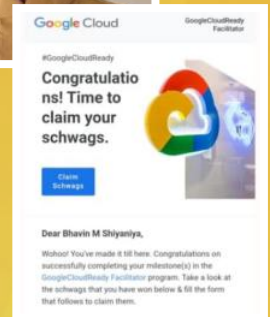 Google Cloud
GoogleCloudReady
Facilitator
#GoogleCloudReady
Congratulatio
ns! Time to
claim your
schwags.
Claim
Schwags
Dear Bhavin M Shiyaniya,
Wohoo! You've made it till here. Congratulations on
successfully completing your milestone(s) in the
GoogleCloudReady Facilitator program. Take a look at
the schwags that you have won below & fill the form
that follows to claim them.